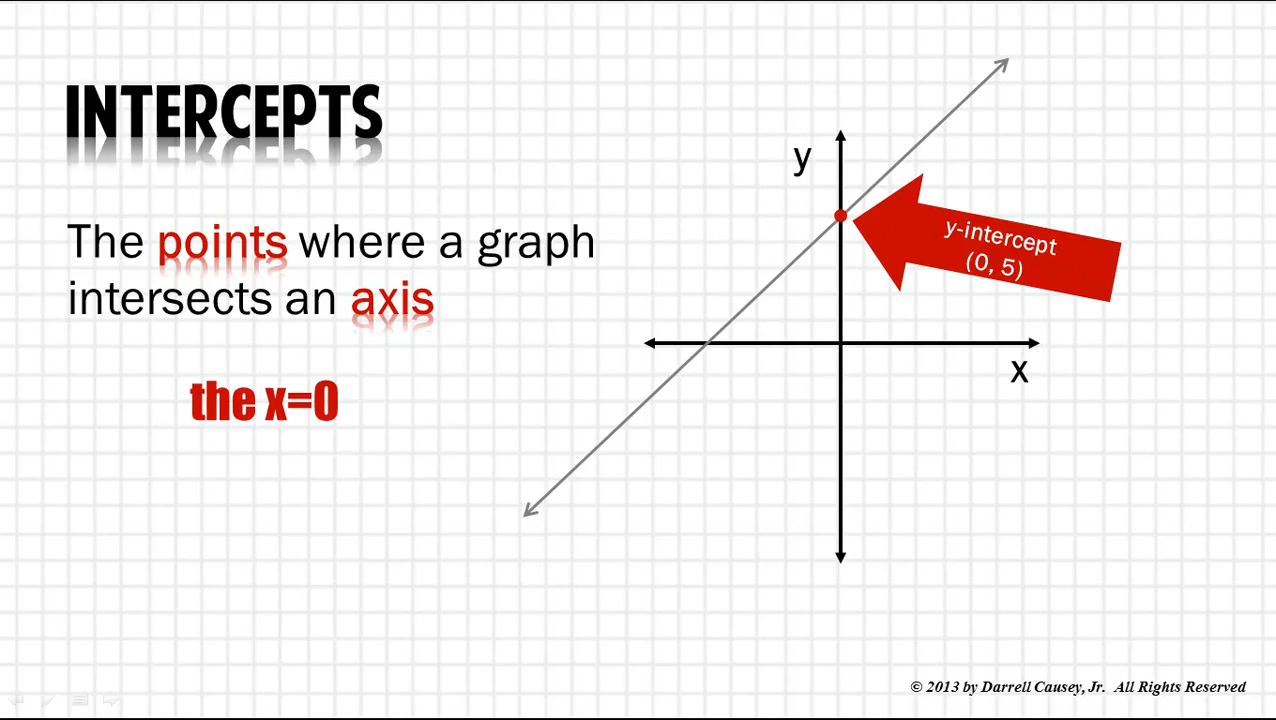 INTERCEPTS
The points where a graph
intersects an axis
the x=0
y
y-intercept
(0, 5)
x
© 2013 by Darrell Causey, Jr. All Rights Reserved